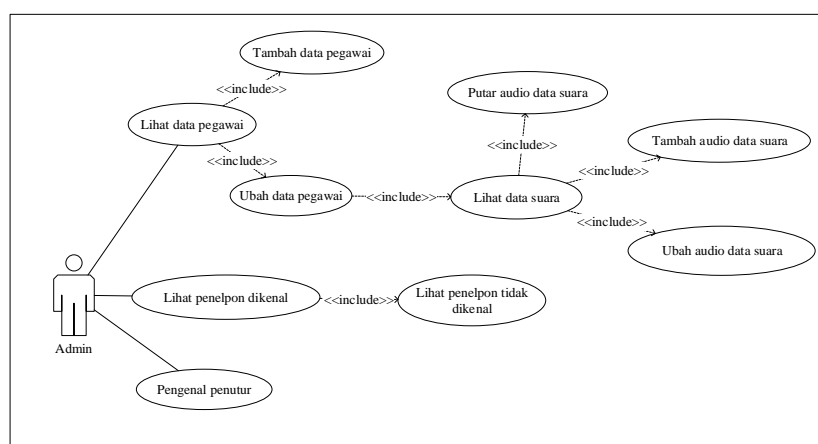 Tambah data pegawai
<<include>>
Putar audio data suara
Lihat data pegawai
<<include>>
Tambah audio data suara
<<include>>
<<include>>
Ubah data pegawai
<<include>>
Lihat data suara
<<include>>
Ubah audio data suara
Lihat penelpon dikenal
<<include>>
Lihat penelpon tidak
dikenal
Admin
Pengenal penutur